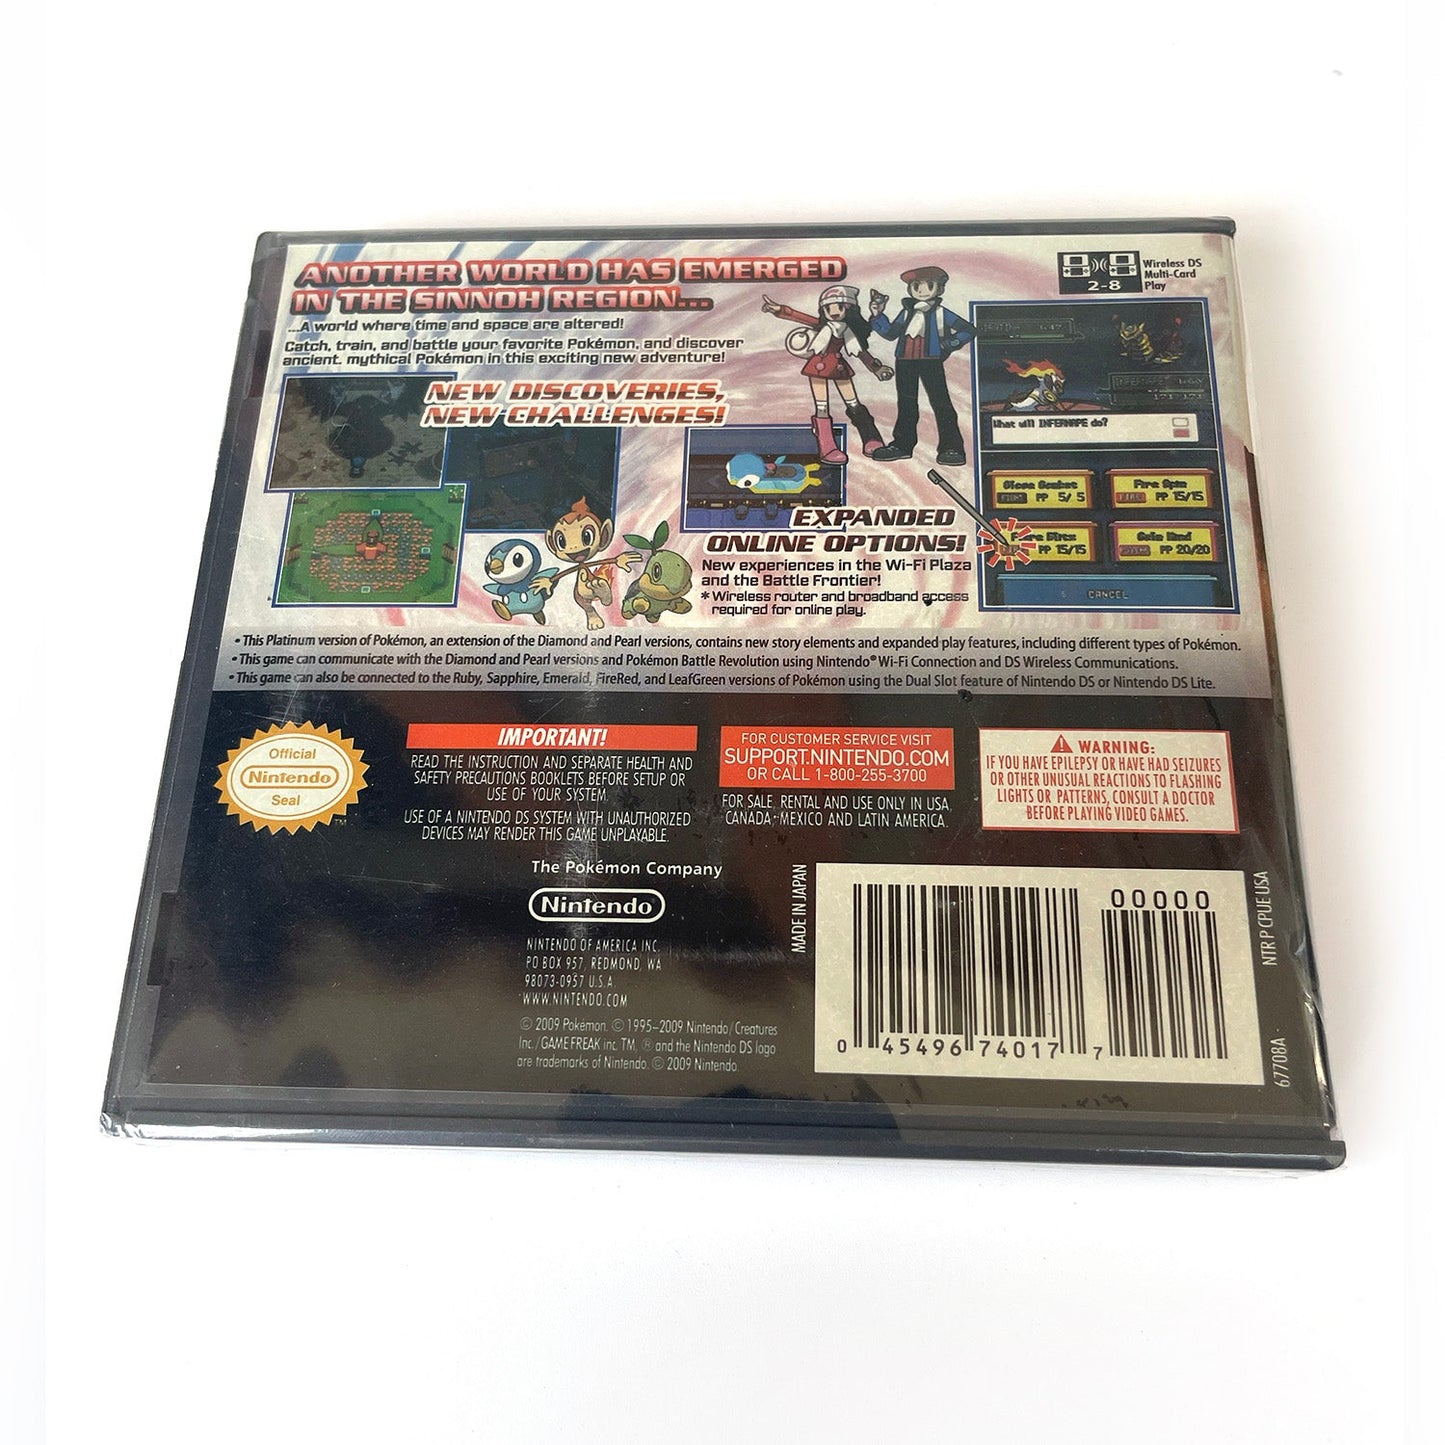 ANOTHER WORLD HAS EMERGED
IN THE SINNOH REGION...
...A world where time and space are altered!
Catch, train, and battle your favorite Pokémon, and discover
ancient, mythical Pokémon in this exciting new adventure!
NEW DISCOVERIES,
NEW CHALLENGES!
EXPANDED
ONLINE OPTIONS!
New experiences in the Wi-Fi Plaza
and the Battle Frontier!
* Wireless router and broadband access
required for online play.
2-8
Wireless DS
Multi-Card
Play
What will INFERNAPE do?
Close Combat
PP 5/5
Fire Spin
PP 15/15
PP 15/15
Calm Mind
PP 20/20
CANCEL
• This Platinum version of Pokémon, an extension of the Diamond and Pearl versions, contains new story elements and expanded play features, including different types of Pokémon.
• This game can communicate with the Diamond and Pearl versions and Pokémon Battle Revolution using Nintendo® Wi-Fi Connection and DS Wireless Communications.
• This game can also be connected to the Ruby, Sapphire, Emerald, FireRed, and LeafGreen versions of Pokémon using the Dual Slot feature of Nintendo DS or Nintendo DS Lite.
Official
Nintendo
Seal
TM
IMPORTANT!
READ THE INSTRUCTION AND SEPARATE HEALTH AND
SAFETY PRECAUTIONS BOOKLETS BEFORE SETUP OR
USE OF YOUR SYSTEM
USE OF A NINTENDO DS SYSTEM WITH UNAUTHORIZED
DEVICES MAY RENDER THIS GAME UNPLAYABLE.
FOR CUSTOMER SERVICE VISIT
SUPPORT.NINTENDO.COM
OR CALL 1-800-255-3700
FOR SALE, RENTAL AND USE ONLY IN USA,
CANADA, MEXICO AND LATIN AMERICA.
WARNING:
IF YOU HAVE EPILEPSY OR HAVE HAD SEIZURES
OR OTHER UNUSUAL REACTIONS TO FLASHING
LIGHTS OR PATTERNS, CONSULT A DOCTOR
BEFORE PLAYING VIDEO GAMES.
The Pokémon Company
Nintendo
NINTENDO OF AMERICA INC.
PO BOX 957, REDMOND, WA
98073-0957 U.S.A
WWW.NINTENDO.COM
© 2009 Pokémon. © 1995–2009 Nintendo/Creatures
Inc./GAME FREAK inc. TM, ® and the Nintendo DS logo
are trademarks of Nintendo. © 2009 Nintendo.
MADE IN JAPAN
00000
0 45496 74017 7
NTR P CPUE USA
67708A